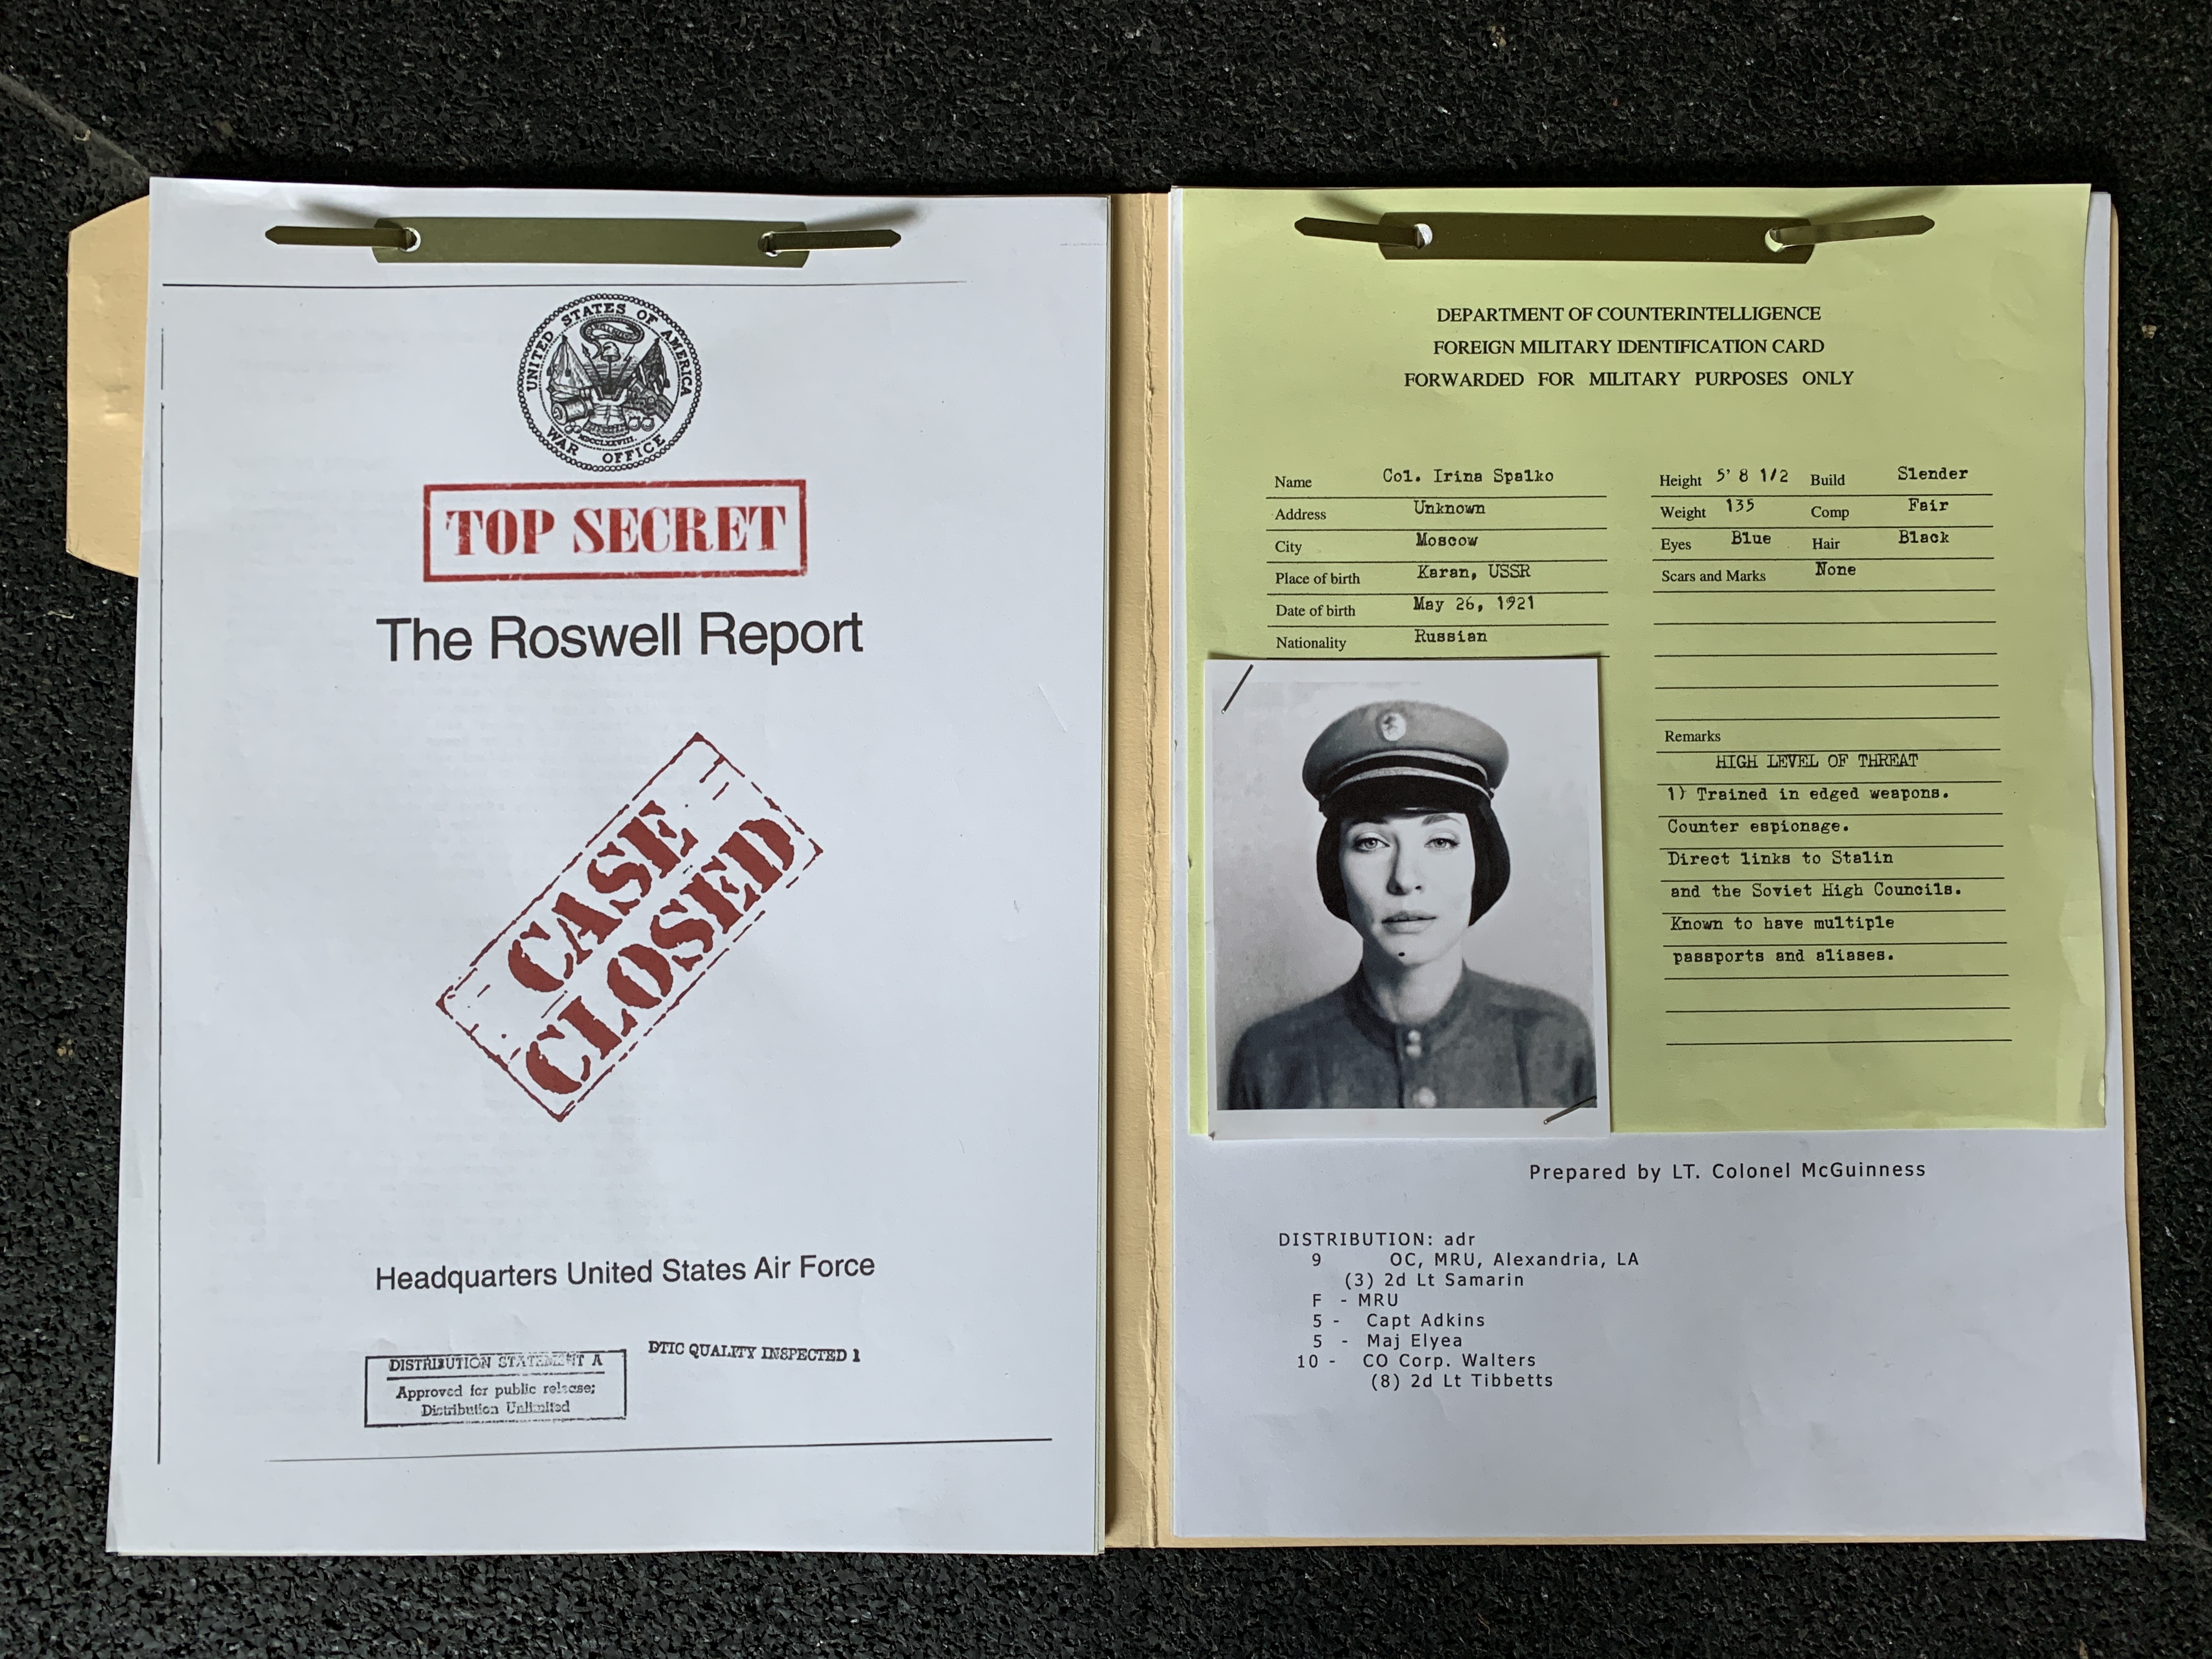 UNITED STATES OF AMERICA
WAR OFFICE
MDCCLXXVIII
TOP SECRET
The Roswell Report
CASE
CLOSED
Headquarters United States Air Force
DISTRIBUTION STATEMENT A
Approved for public release;
Distribution Unlimited
DTIC QUALITY INSPECTED 1
DEPARTMENT OF COUNTERINTELLIGENCE
FOREIGN MILITARY IDENTIFICATION CARD
FORWARDED FOR MILITARY PURPOSES ONLY
Name Col. Irina Spalko
Address Unknown
City Moscow
Place of birth Karan, USSR
Date of birth May 26, 1921
Nationality Russian
Height 5' 8 1/2 Build Slender
Weight 135 Comp Fair
Eyes Blue Hair Black
Scars and Marks None
Remarks
HIGH LEVEL OF THREAT
1) Trained in edged weapons.
Counter espionage.
Direct links to Stalin
and the Soviet High Councils.
Known to have multiple
passports and aliases.
Prepared by LT. Colonel McGuinness
DISTRIBUTION: adr
9 OC, MRU, Alexandria, LA
(3) 2d Lt Samarin
F - MRU
5 - Capt Adkins
5 - Maj Elyea
10 - CO Corp. Walters
(8) 2d Lt Tibbetts